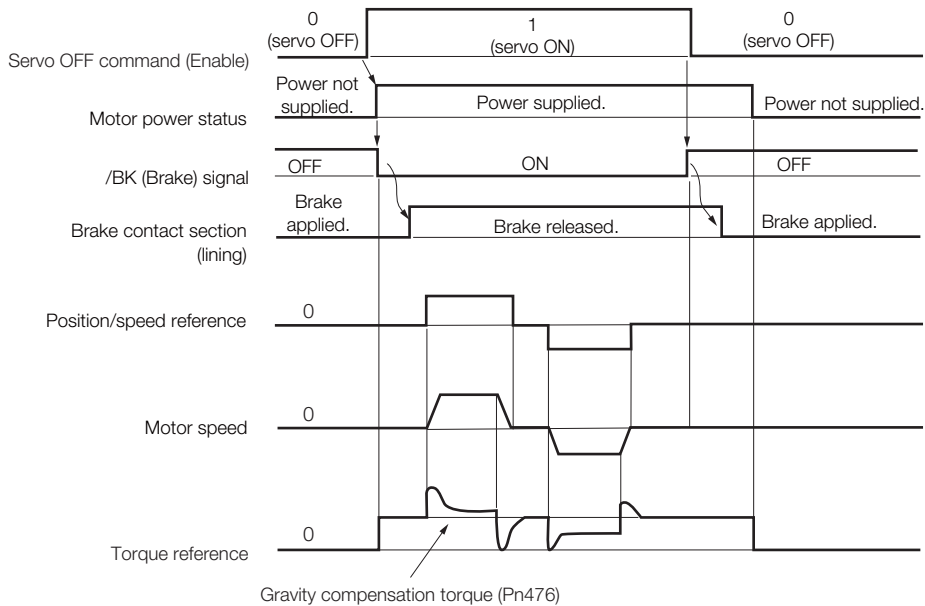 0
(servo OFF)
1
(servo ON)
0
(servo OFF)
Servo OFF command (Enable)
Power not
supplied.
Power supplied.
Power not supplied.
Motor power status
OFF
ON
OFF
/BK (Brake) signal
Brake
applied.
Brake released.
Brake applied.
Brake contact section
(lining)
0
Position/speed reference
0
Motor speed
0
Torque reference
Gravity compensation torque (Pn476)